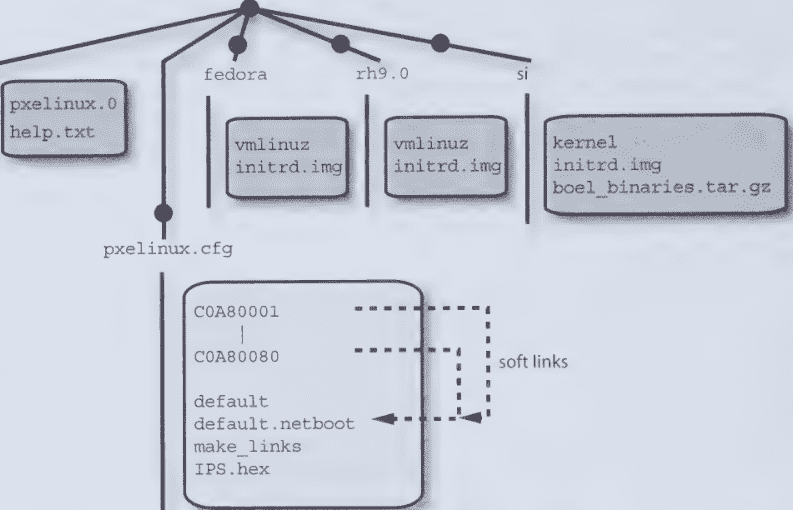 fedora
rh9.0
si
pxelinux.0
help.txt
vmlinuz
initrd.img
vmlinuz
initrd.img
kernel
initrd.img
boel_binaries.tar.gz
pxelinux.cfg
C0A80001
C0A80080
soft links
default
default.netboot
make_links
IPS.hex